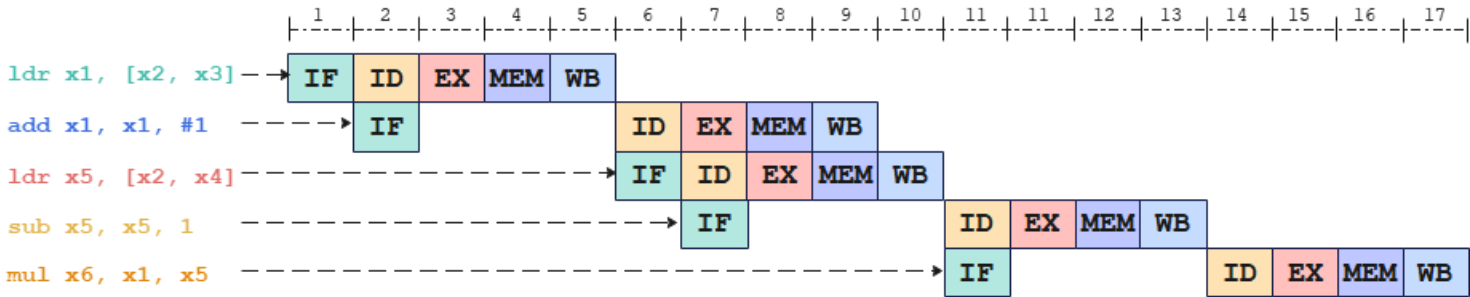 1 2 3 4 5 6 7 8 9 10 11 11 12 13 14 15 16 17
ldr x1, [x2, x3] IF ID EX MEM WB
add x1, x1, #1 IF ID EX MEM WB
ldr x5, [x2, x4] IF ID EX MEM WB
sub x5, x5, 1 IF ID EX MEM WB
mul x6, x1, x5 IF ID EX MEM WB